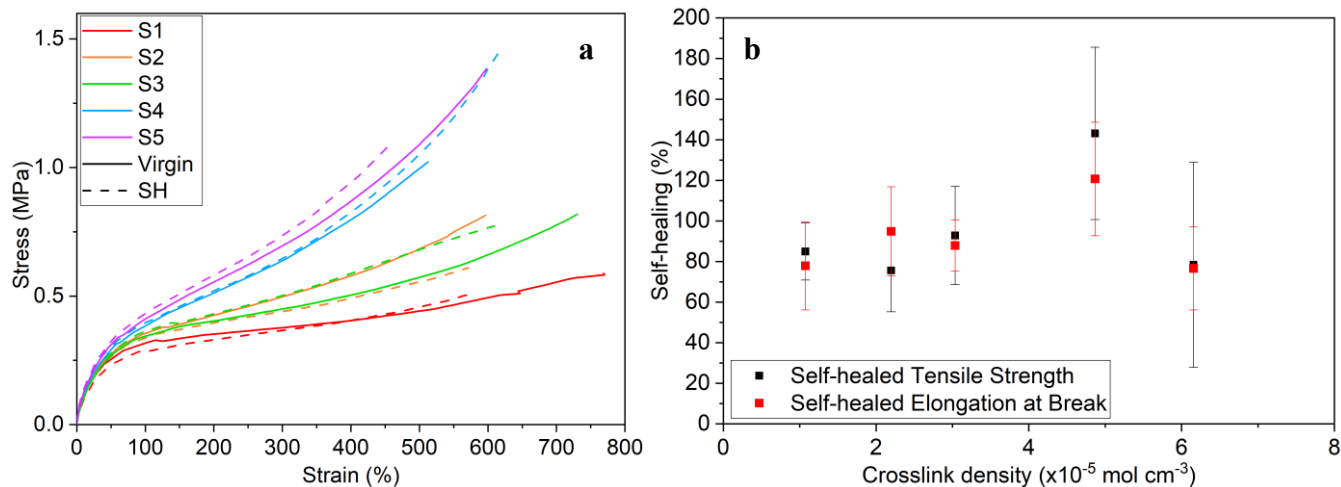 a
S1
S2
S3
S4
S5
Virgin
SH
Stress (MPa)
1.5
1.0
0.5
0.0
0 100 200 300 400 500 600 700 800
Strain (%)
b
Self-healing (%)
200
180
160
140
120
100
80
60
40
20
0
Self-healed Tensile Strength
Self-healed Elongation at Break
0 2 4 6 8
Crosslink density (x10⁻⁵ mol cm⁻³)